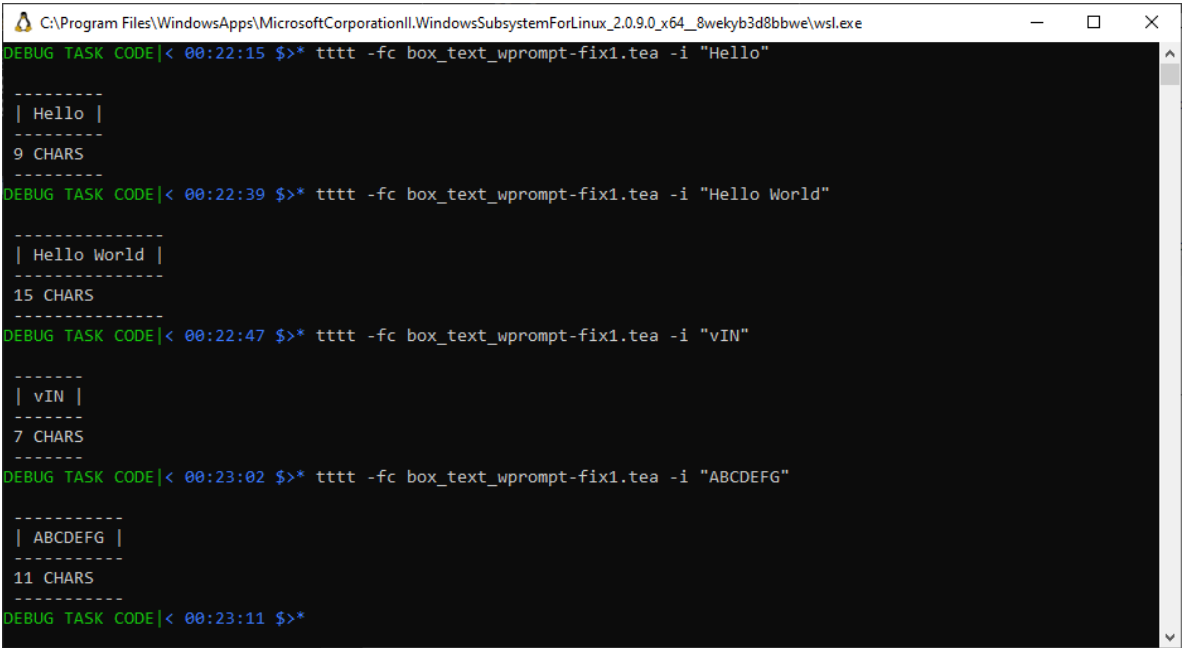 C:\Program Files\WindowsApps\MicrosoftCorporationII.WindowsSubsystemForLinux_2.0.9.0_x64__8wekyb3d8bbwe\wsl.exe
DEBUG TASK CODE|< 00:22:15 $>* tttt -fc box_text_wprompt-fix1.tea -i "Hello"
---------
| Hello |
---------
9 CHARS
---------
DEBUG TASK CODE|< 00:22:39 $>* tttt -fc box_text_wprompt-fix1.tea -i "Hello World"
---------------
| Hello World |
---------------
15 CHARS
---------------
DEBUG TASK CODE|< 00:22:47 $>* tttt -fc box_text_wprompt-fix1.tea -i "vIN"
-------
| vIN |
-------
7 CHARS
-------
DEBUG TASK CODE|< 00:23:02 $>* tttt -fc box_text_wprompt-fix1.tea -i "ABCDEFG"
-----------
| ABCDEFG |
-----------
11 CHARS
-----------
DEBUG TASK CODE|< 00:23:11 $>*